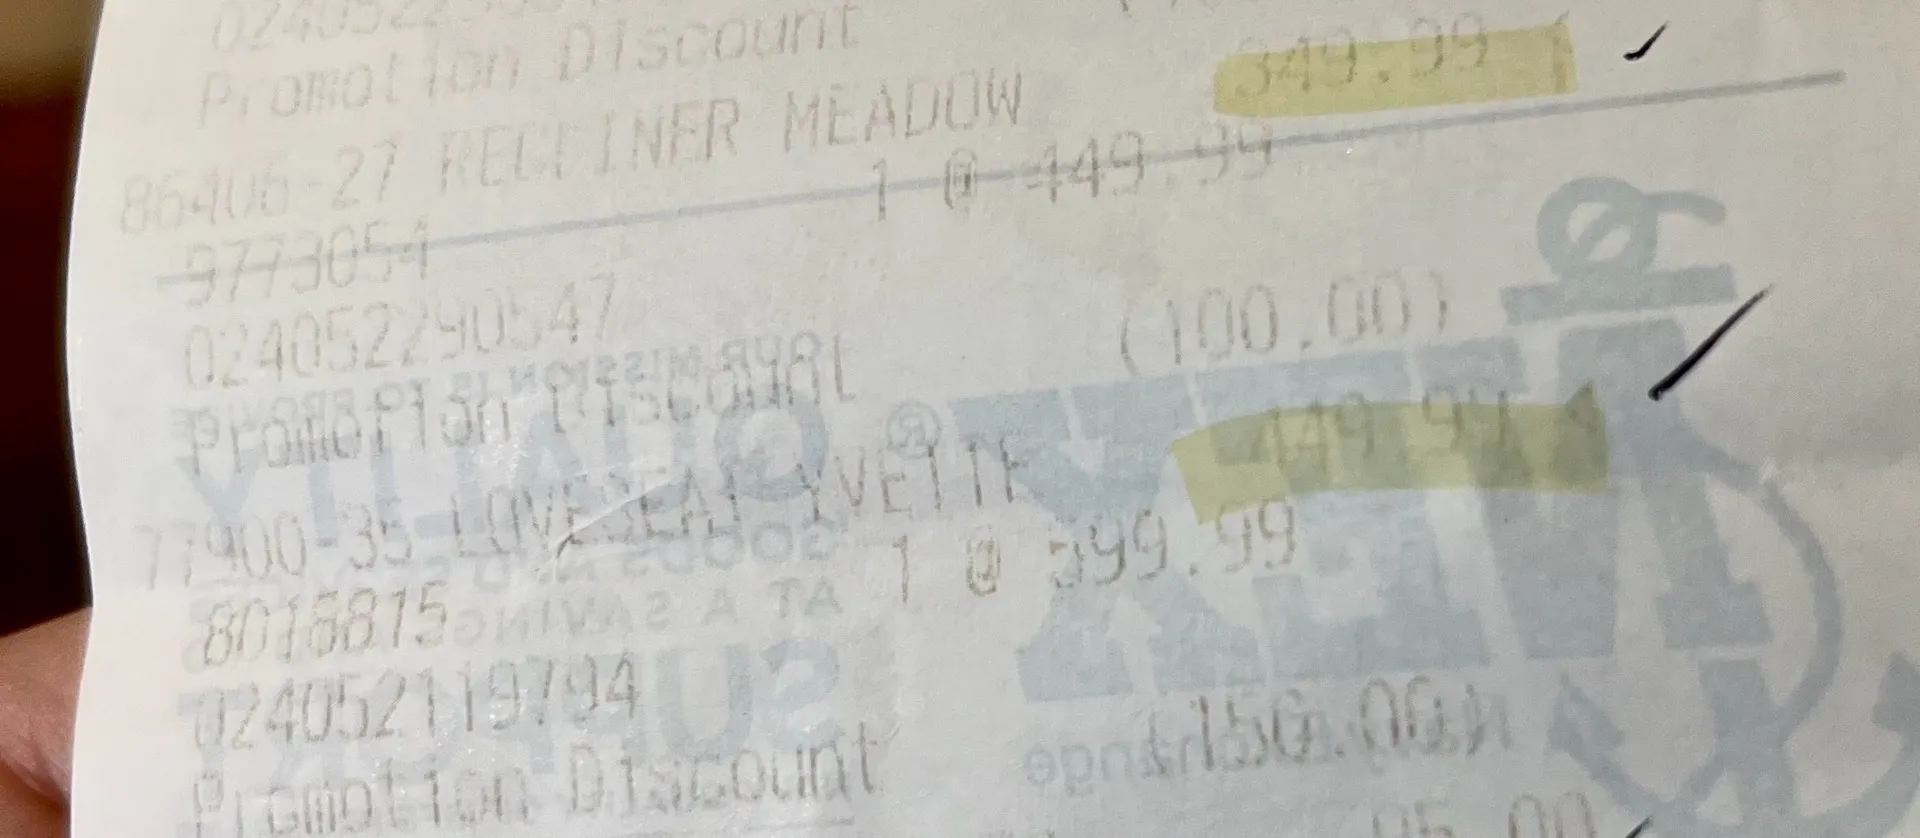 Promotion Discount
349.99
86406-27 RECLINER MEADOW
1 @ 449.99
9773054
024052290547
(100.00)
Promotion Discount
449.99
77900-35 LOVESEAT YVETTE
1 @ 599.99
8018815
024052119794
(150.00)
Promotion Discount